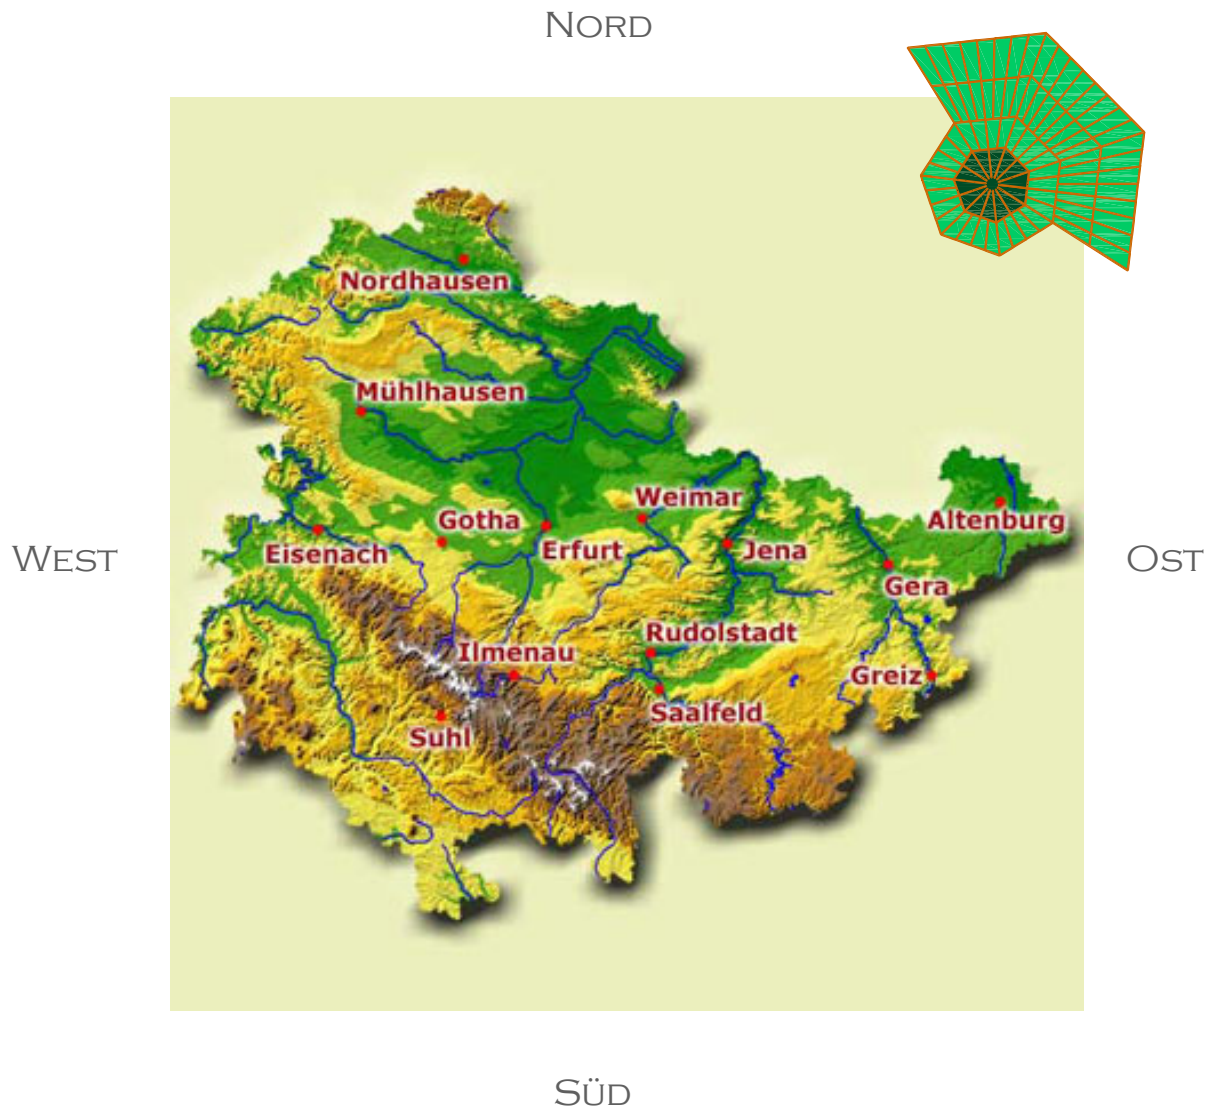 NORD
Nordhausen
Mühlhausen
Weimar
Gotha
Altenburg
Eisenach
Erfurt
Jena
WEST
OST
Gera
Rudolstadt
Ilmenau
Greiz
Saalfeld
Suhl
SÜD